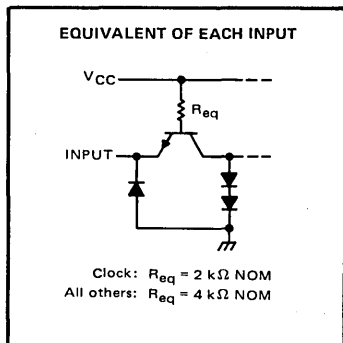 EQUIVALENT OF EACH INPUT
VCC
Req
INPUT
Clock: Req = 2 kΩ NOM
All others: Req = 4 kΩ NOM